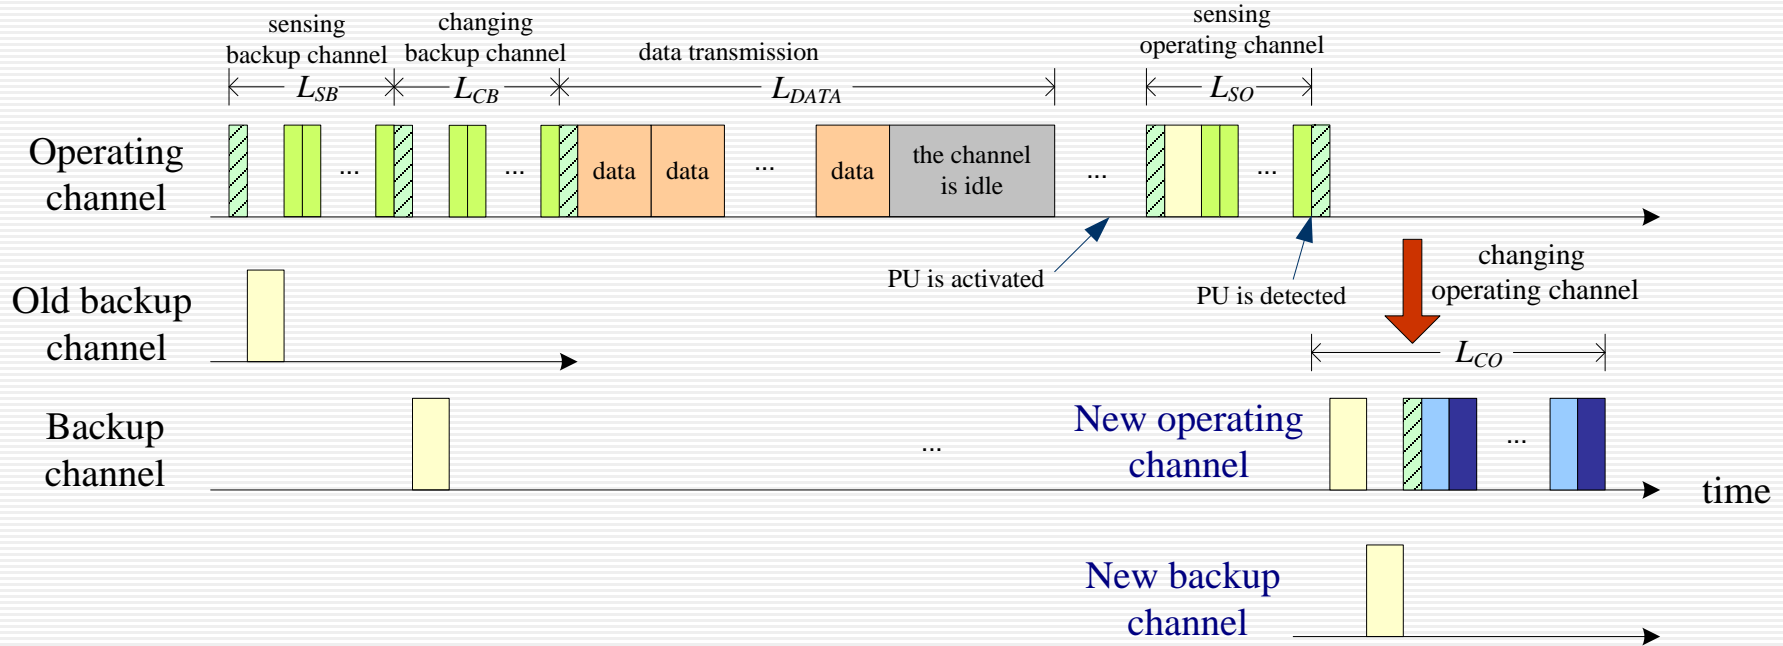 sensing
backup channel
changing
backup channel
data transmission
sensing
operating channel
L_SB
L_CB
L_DATA
L_SO
Operating
channel
...
...
data
data
...
data
the channel
is idle
...
...
PU is activated
PU is detected
changing
operating channel
Old backup
channel
L_CO
Backup
channel
...
New operating
channel
...
time
New backup
channel